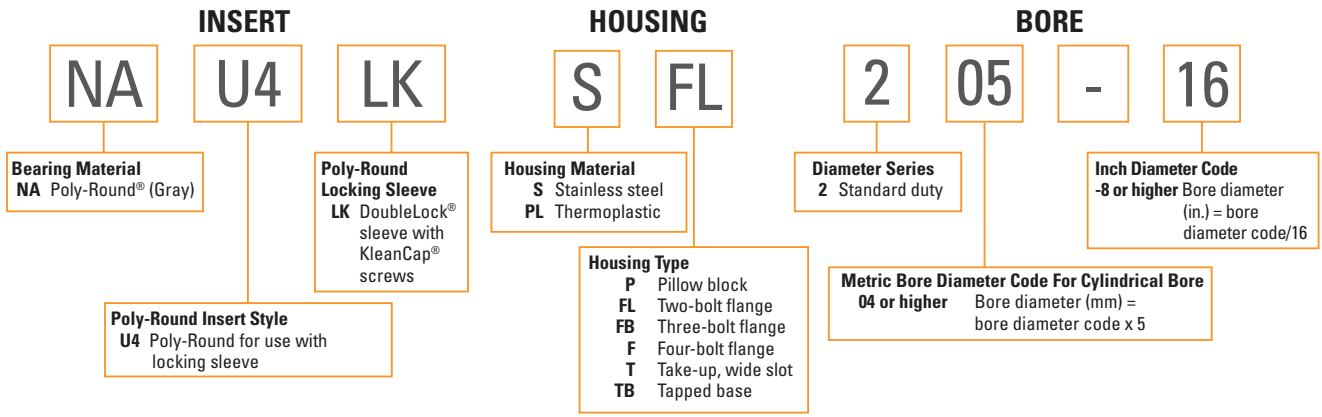 INSERT
HOUSING
BORE
NA
U4
LK
S
FL
2
05
-
16
Bearing Material
NA Poly-Round® (Gray)
Poly-Round Insert Style
U4 Poly-Round for use with
locking sleeve
Poly-Round
Locking Sleeve
LK DoubleLock®
sleeve with
KleanCap®
screws
Housing Material
S Stainless steel
PL Thermoplastic
Housing Type
P Pillow block
FL Two-bolt flange
FB Three-bolt flange
F Four-bolt flange
T Take-up, wide slot
TB Tapped base
Diameter Series
2 Standard duty
Metric Bore Diameter Code For Cylindrical Bore
04 or higher Bore diameter (mm) =
bore diameter code x 5
Inch Diameter Code
-8 or higher Bore diameter
(in.) = bore
diameter code/16